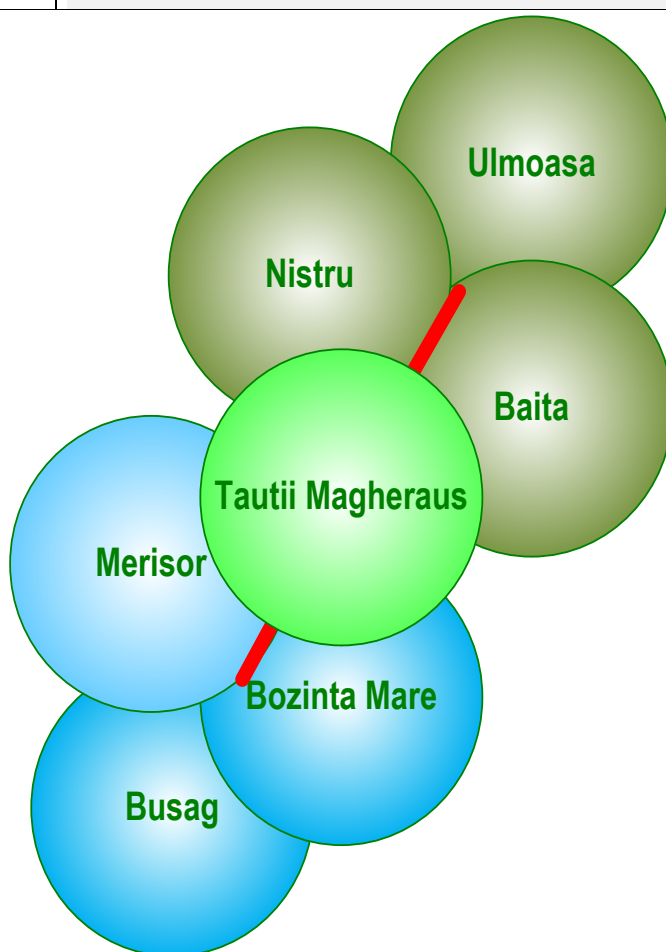 Ulmoasa
Nistru
Baita
Tautii Magheraus
Merisor
Bozinta Mare
Busag